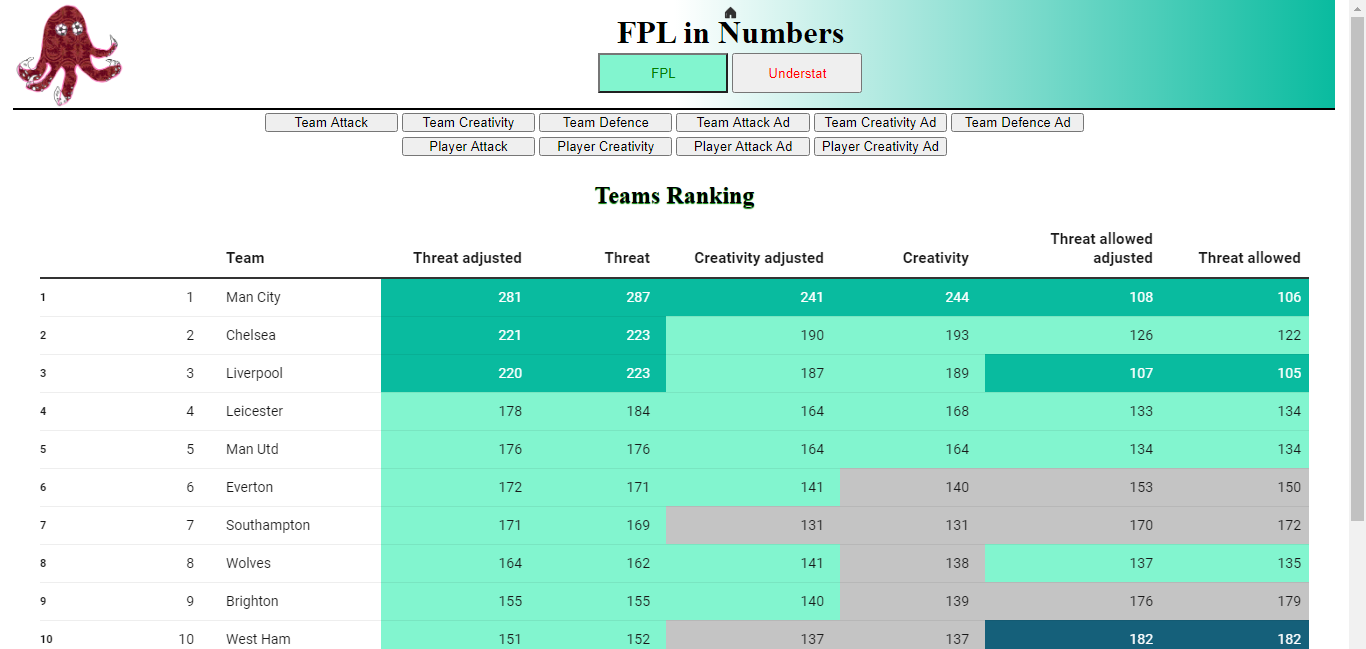 FPL in Numbers
FPL Understat
Team Attack Team Creativity Team Defence Team Attack Ad Team Creativity Ad Team Defence Ad
Player Attack Player Creativity Player Attack Ad Player Creativity Ad
Teams Ranking
Team Threat adjusted Threat Creativity adjusted Creativity Threat allowed adjusted Threat allowed
1 1 Man City 281 287 241 244 108 106
2 2 Chelsea 221 223 190 193 126 122
3 3 Liverpool 220 223 187 189 107 105
4 4 Leicester 178 184 164 168 133 134
5 5 Man Utd 176 176 164 164 134 134
6 6 Everton 172 171 141 140 153 150
7 7 Southampton 171 169 131 131 170 172
8 8 Wolves 164 162 141 138 137 135
9 9 Brighton 155 155 140 139 176 179
10 10 West Ham 151 152 137 137 182 182